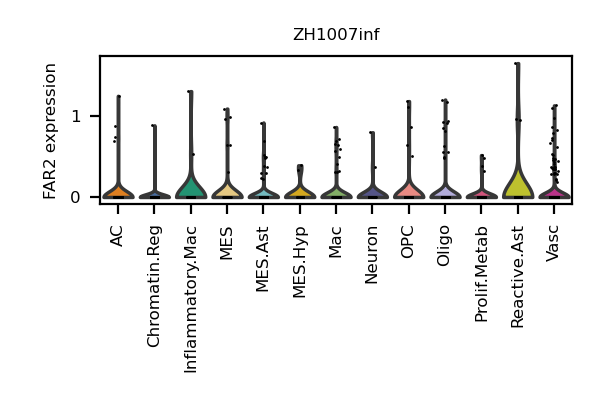 ZH1007inf
FAR2 expression
1
0
AC
Chromatin.Reg
Inflammatory.Mac
MES
MES.Ast
MES.Hyp
Mac
Neuron
OPC
Oligo
Prolif.Metab
Reactive.Ast
Vasc